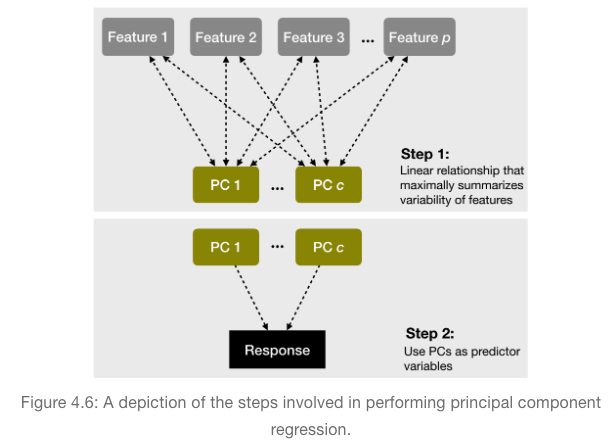 Feature 1 Feature 2 Feature 3 ... Feature p
Step 1:
Linear relationship that
maximally summarizes
variability of features
PC 1 ... PC c
PC 1 ... PC c
Step 2:
Use PCs as predictor
variables
Response
Figure 4.6: A depiction of the steps involved in performing principal component
regression.